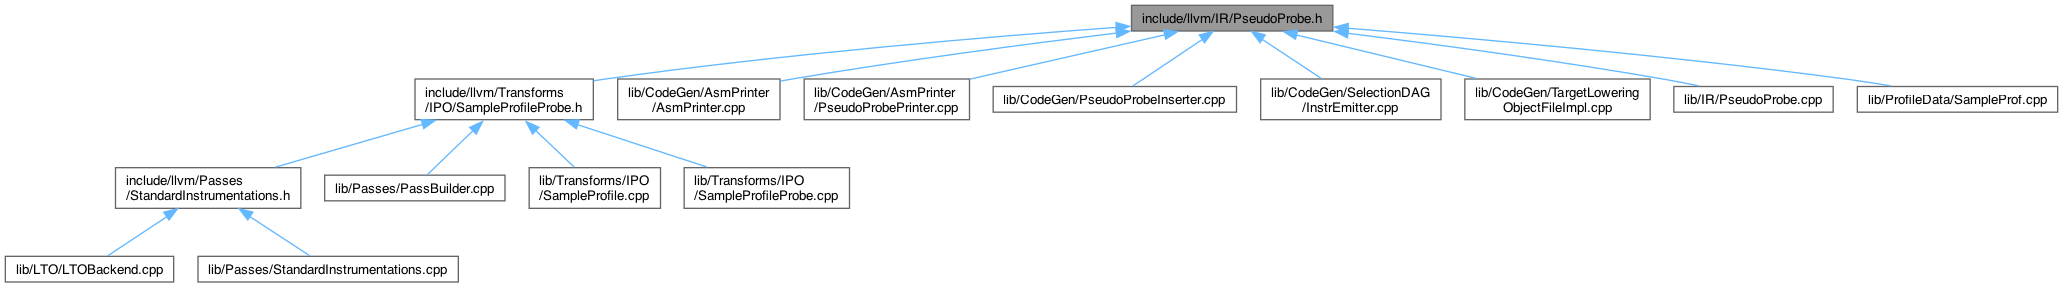 include/llvm/IR/PseudoProbe.h
include/llvm/Transforms
/IPO/SampleProfileProbe.h
lib/CodeGen/AsmPrinter
/AsmPrinter.cpp
lib/CodeGen/AsmPrinter
/PseudoProbePrinter.cpp
lib/CodeGen/PseudoProbeInserter.cpp
lib/CodeGen/SelectionDAG
/InstrEmitter.cpp
lib/CodeGen/TargetLowering
ObjectFileImpl.cpp
lib/IR/PseudoProbe.cpp
lib/ProfileData/SampleProf.cpp
include/llvm/Passes
/StandardInstrumentations.h
lib/Passes/PassBuilder.cpp
lib/Transforms/IPO
/SampleProfile.cpp
lib/Transforms/IPO
/SampleProfileProbe.cpp
lib/LTO/LTOBackend.cpp
lib/Passes/StandardInstrumentations.cpp